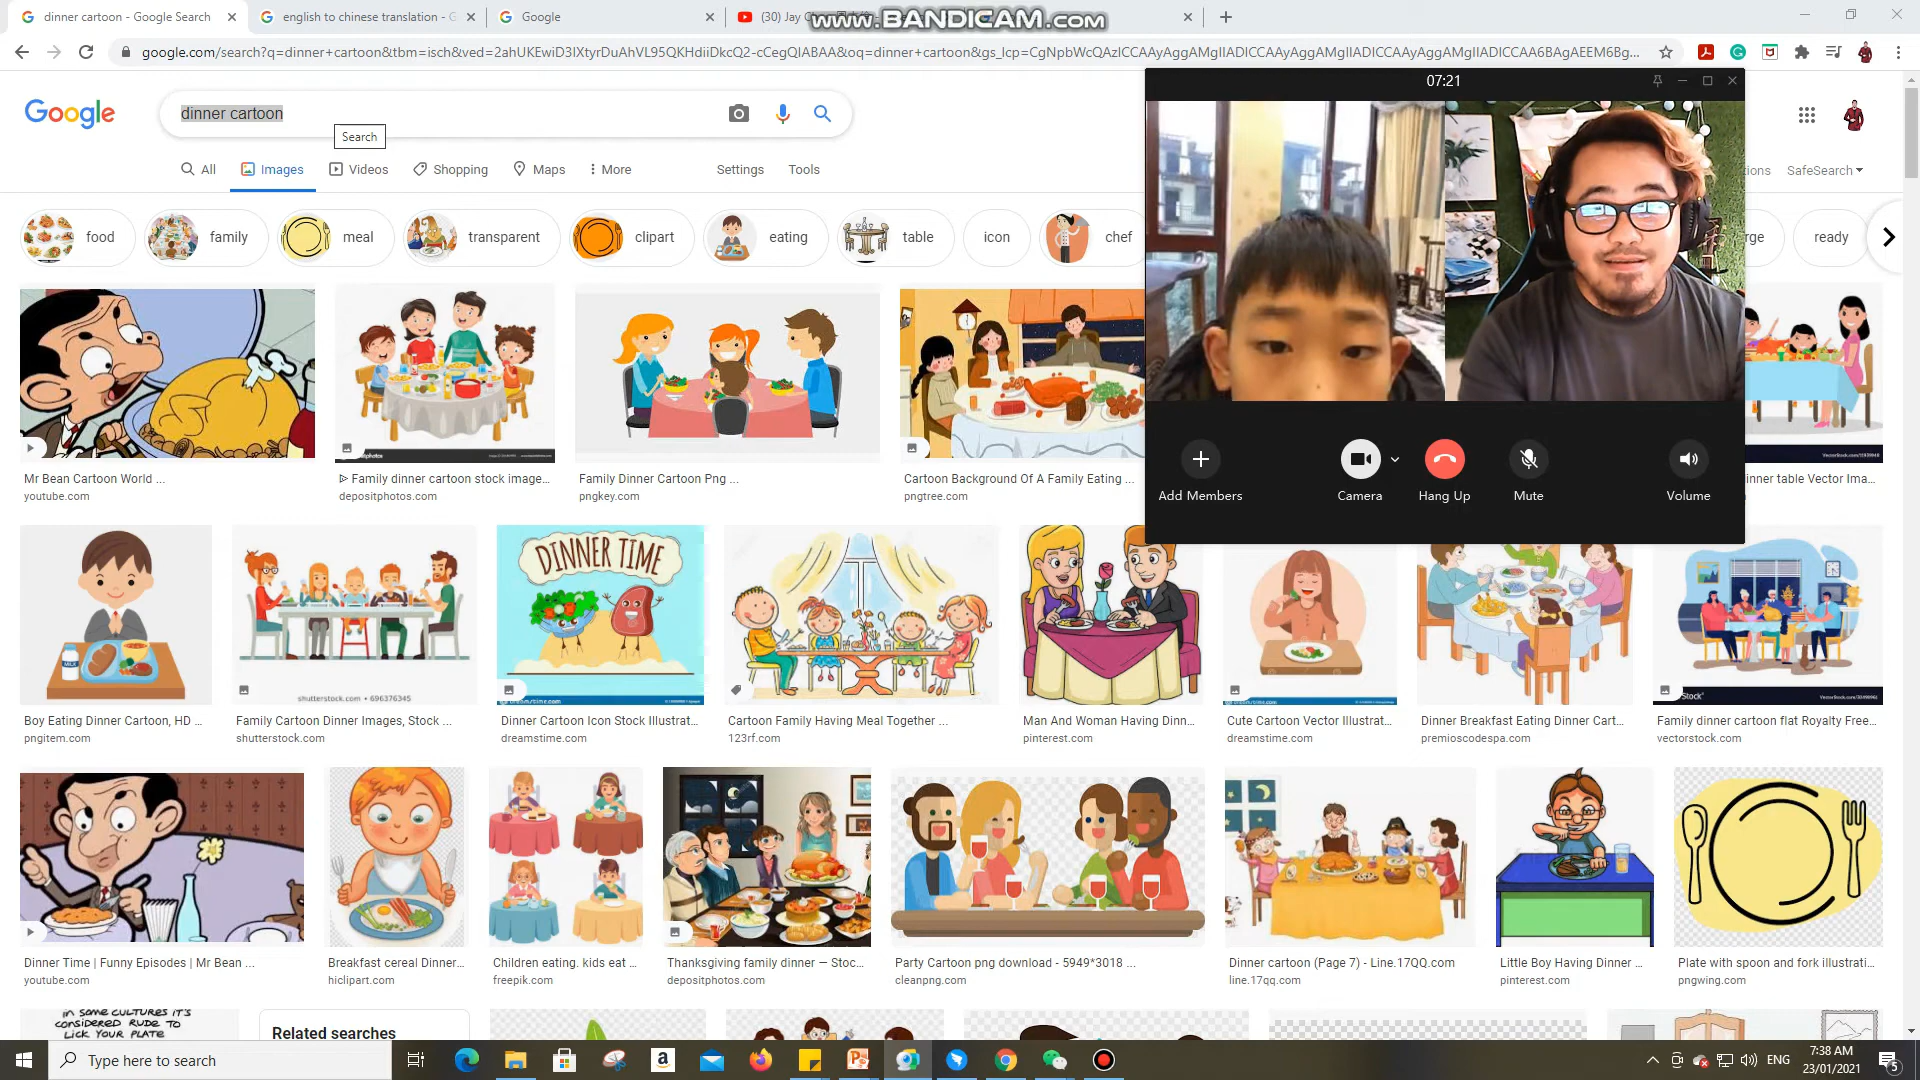 dinner cartoon - Google Search
english to chinese translation - G
Google
(30) Jay
www.BANDICAM.com
google.com/search?q=dinner+cartoon&tbm=isch&ved=2ahUKEwiD3IXtyrDuAhVL95QKHdiiDkcQ2-cCegQIABAA&oq=dinner+cartoon&gs_lcp=CgNpbWcQAzICCAAyAggAMgIIADICCAAyAggAMgIIADICCAAyAggAMgIIADICCAA6BAgAEEM6Bg...
07:21
Google
dinner cartoon
Search
All
Images
Videos
Shopping
Maps
More
Settings
Tools
SafeSearch
food
family
meal
transparent
clipart
eating
table
icon
chef
ready
Mr Bean Cartoon World ...
youtube.com
Family dinner cartoon stock image...
depositphotos.com
Family Dinner Cartoon Png ...
pngkey.com
Cartoon Background Of A Family Eating ...
pngtree.com
inner table Vector Ima...
Add Members
Camera
Hang Up
Mute
Volume
DINNER TIME
MILK
shutterstock.com • 696376345
Boy Eating Dinner Cartoon, HD ...
pngitem.com
Family Cartoon Dinner Images, Stock ...
shutterstock.com
Dinner Cartoon Icon Stock Illustrat...
dreamstime.com
Cartoon Family Having Meal Together ...
123rf.com
Man And Woman Having Dinn...
pinterest.com
Cute Cartoon Vector Illustrat...
dreamstime.com
Dinner Breakfast Eating Dinner Cart...
premioscodespa.com
Family dinner cartoon flat Royalty Free...
vectorstock.com
Dinner Time | Funny Episodes | Mr Bean ...
youtube.com
Breakfast cereal Dinner...
hiclipart.com
Children eating. kids eat ...
freepik.com
Thanksgiving family dinner — Stoc...
depositphotos.com
Party Cartoon png download - 5949*3018 ...
cleanpng.com
Dinner cartoon (Page 7) - Line.17QQ.com
line.17qq.com
Little Boy Having Dinner ...
pinterest.com
Plate with spoon and fork illustrati...
pngwing.com
IN SOME CULTURES IT'S
CONSIDERED RUDE TO
LICK YOUR PLATE
Related searches
Type here to search
ENG
7:38 AM
23/01/2021
5